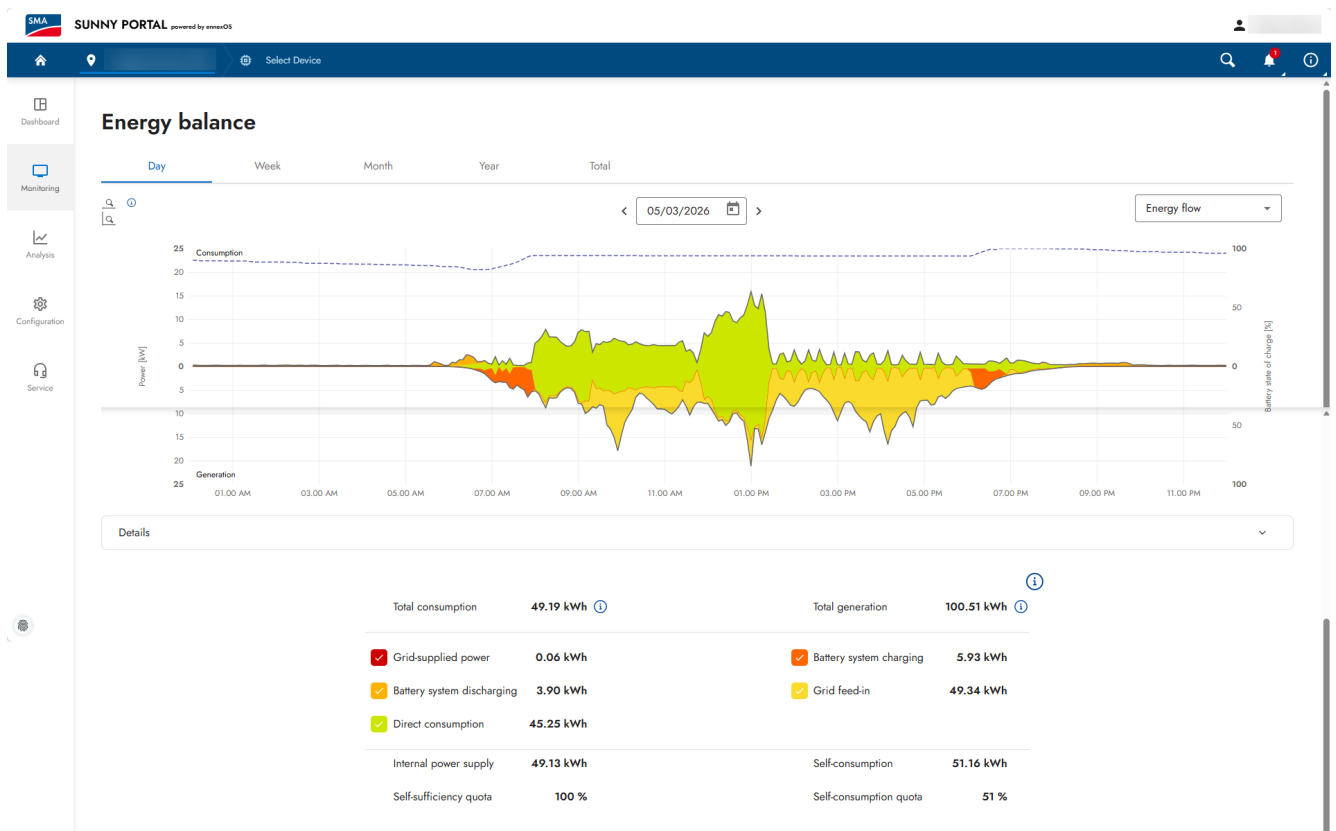 SMA
SUNNY PORTAL powered by ennexOS
Select Device
1
Dashboard
Monitoring
Analysis
Configuration
Service
Energy balance
Day Week Month Year Total
05/03/2026
Energy flow
25 Consumption 100
20
15 50
10
5
0 0
5
10
15 50
20
25 Generation 100
Power [kW]
Battery state of charge [%]
01.00 AM 03.00 AM 05.00 AM 07.00 AM 09.00 AM 11.00 AM 01.00 PM 03.00 PM 05.00 PM 07.00 PM 09.00 PM 11.00 PM
Details
Total consumption 49.19 kWh Total generation 100.51 kWh
Grid-supplied power 0.06 kWh Battery system charging 5.93 kWh
Battery system discharging 3.90 kWh Grid feed-in 49.34 kWh
Direct consumption 45.25 kWh
Internal power supply 49.13 kWh Self-consumption 51.16 kWh
Self-sufficiency quota 100 % Self-consumption quota 51 %